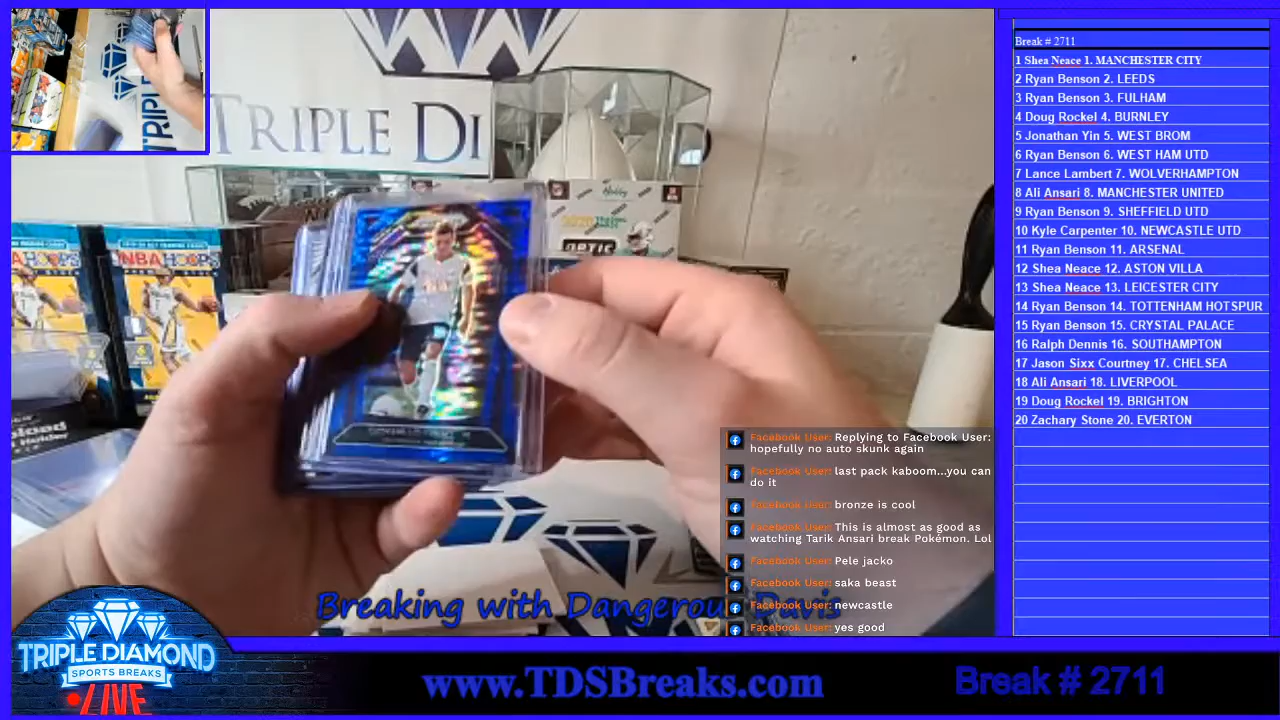 TRIPLE DI
NBA HOOPS
NBA HOOPS
Hobby
OPTIC
TRIPLE
Break # 2711
1 Shea Neace 1. MANCHESTER CITY
2 Ryan Benson 2. LEEDS
3 Ryan Benson 3. FULHAM
4 Doug Rockel 4. BURNLEY
5 Jonathan Yin 5. WEST BROM
6 Ryan Benson 6. WEST HAM UTD
7 Lance Lambert 7. WOLVERHAMPTON
8 Ali Ansari 8. MANCHESTER UNITED
9 Ryan Benson 9. SHEFFIELD UTD
10 Kyle Carpenter 10. NEWCASTLE UTD
11 Ryan Benson 11. ARSENAL
12 Shea Neace 12. ASTON VILLA
13 Shea Neace 13. LEICESTER CITY
14 Ryan Benson 14. TOTTENHAM HOTSPUR
15 Ryan Benson 15. CRYSTAL PALACE
16 Ralph Dennis 16. SOUTHAMPTON
17 Jason Sixx Courtney 17. CHELSEA
18 Ali Ansari 18. LIVERPOOL
19 Doug Rockel 19. BRIGHTON
20 Zachary Stone 20. EVERTON
Facebook User: Replying to Facebook User:
hopefully no auto skunk again
Facebook User: last pack kaboom...you can
do it
Facebook User: bronze is cool
Facebook User: This is almost as good as
watching Tarik Ansari break Pokémon. Lol
Facebook User: Pele jacko
Facebook User: saka beast
Facebook User: newcastle
Facebook User: yes good
Breaking with Dangerous Davis
TRIPLE DIAMOND
SPORTS BREAKS
LIVE
www.TDSBreaks.com
Break # 2711